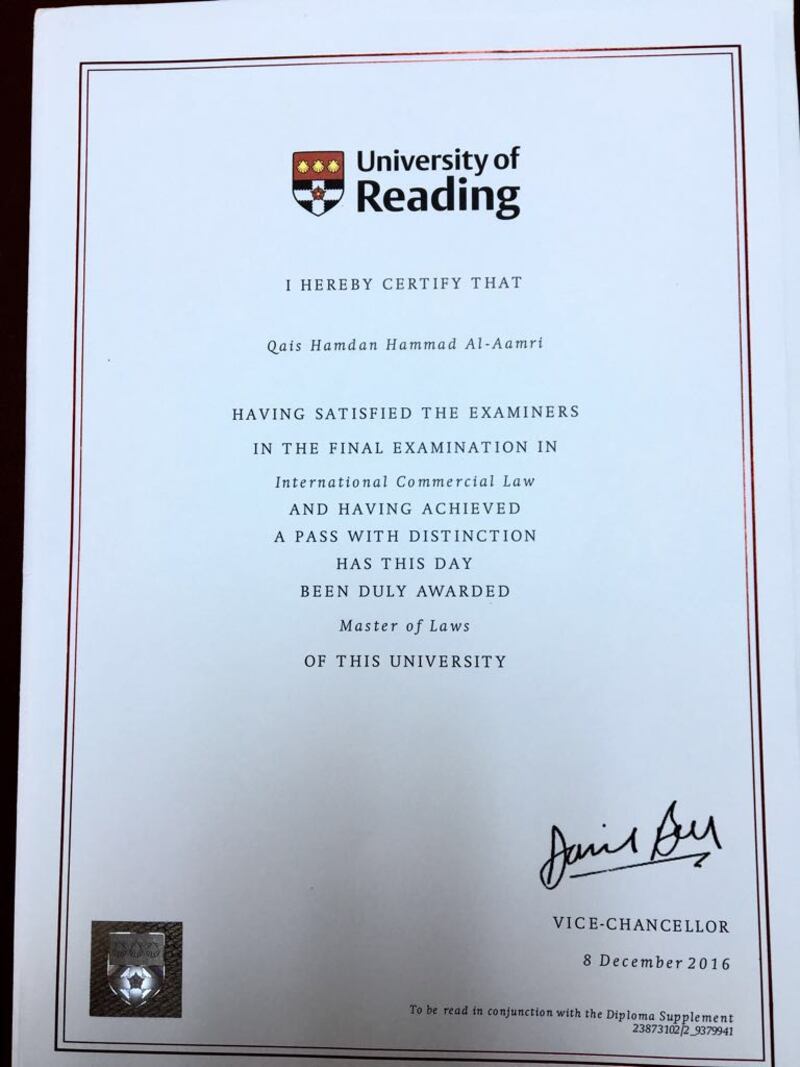 University of
Reading
I HEREBY CERTIFY THAT
Qais Hamdan Hammad Al-Aamri
HAVING SATISFIED THE EXAMINERS
IN THE FINAL EXAMINATION IN
International Commercial Law
AND HAVING ACHIEVED
A PASS WITH DISTINCTION
HAS THIS DAY
BEEN DULY AWARDED
Master of Laws
OF THIS UNIVERSITY
David Bell
VICE-CHANCELLOR
8 December 2016
To be read in conjunction with the Diploma Supplement
23873102/2_9379941